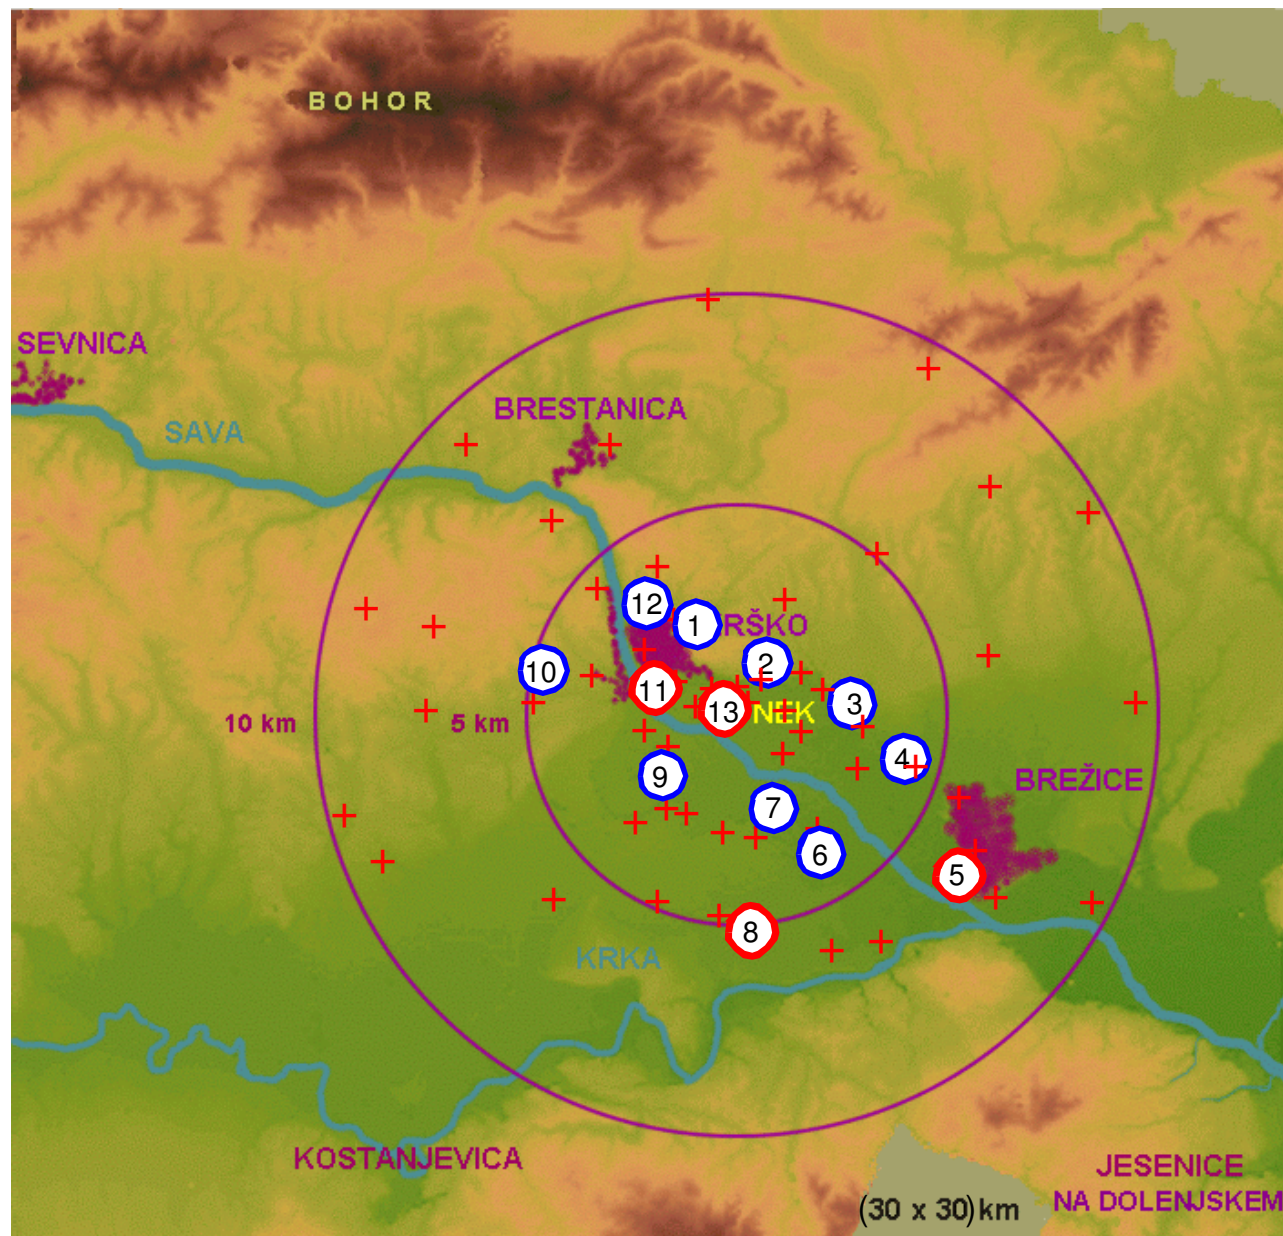 BOHOR
SEVNICA
BRESTANICA
SAVA
12
1
RŠKO
2
10
11
3
13
NEK
10 km
5 km
4
9
BREŽICE
7
6
5
8
KRKA
KOSTANJEVICA
JESENICE
NA DOLENJSKEM
(30 x 30)km